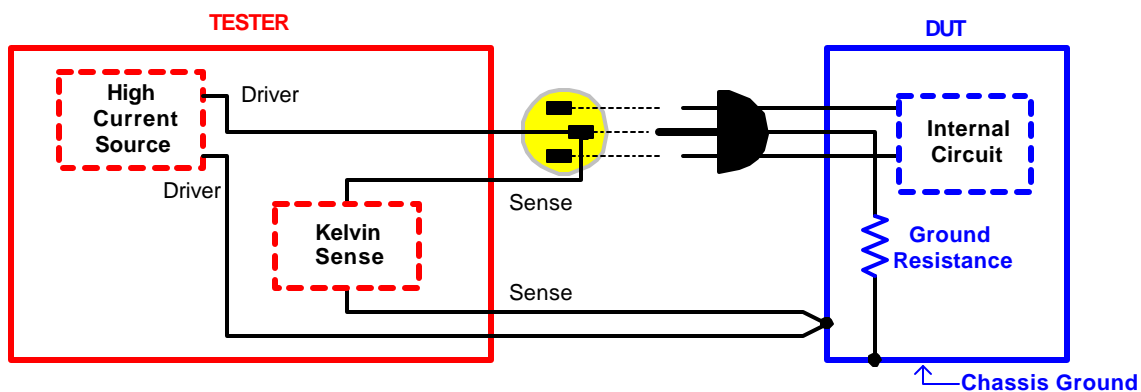 TESTER
DUT
High
Current
Source
Driver
Driver
Sense
Kelvin
Sense
Sense
Internal
Circuit
Ground
Resistance
Chassis Ground